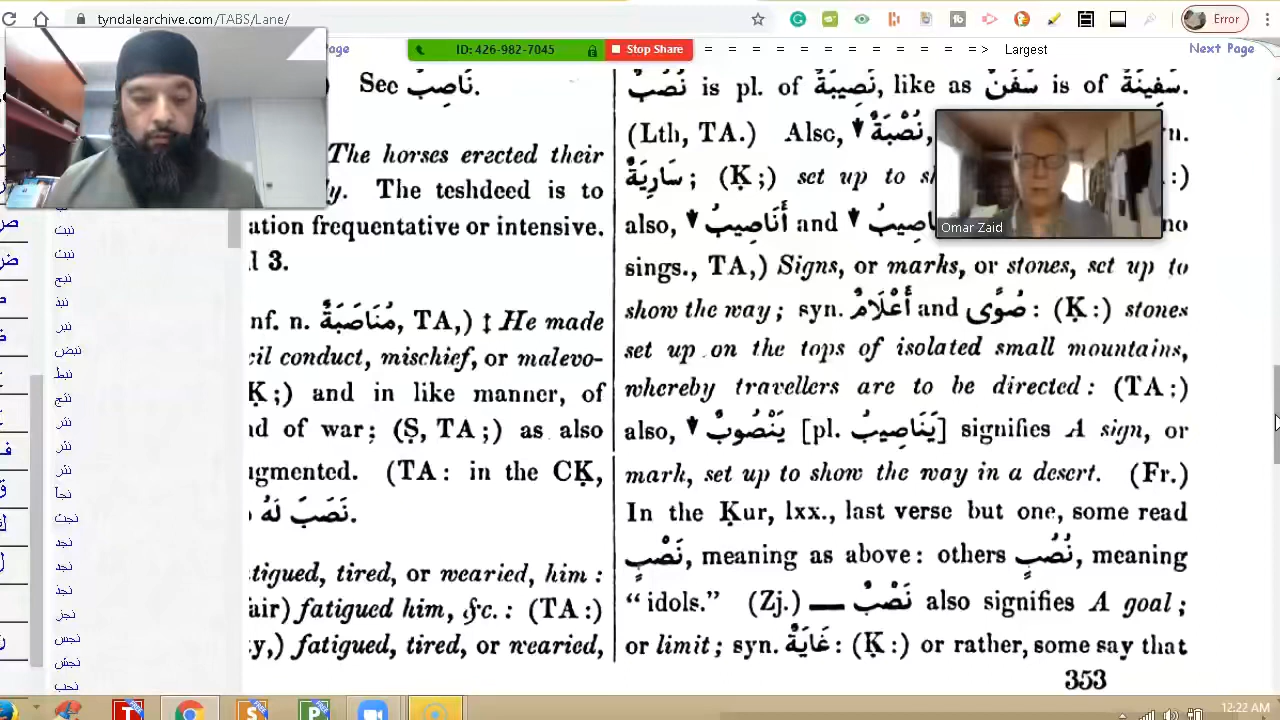 tyndalearchive.com/TABS/Lane/
Error
Page
ID: 426-982-7045
Stop Share
= = = = = = = = = = = = = = = => Largest
Next Page
See نَاصِبٌ.
The horses erected their
ly. The teshdeed is to
ation frequentative or intensive.
l 3.
nf. n. مُنَاصَبَةٌ, TA,) ‡ He made
cil conduct, mischief, or malevo-
Ḳ;) and in like manner, of
nd of war; (Ṣ, TA;) as also
ugmented. (TA: in the CḲ,
نَصَبَ لَهُ.
tigued, tired, or wearied, him:
fair) fatigued him, &c.: (TA:)
y,) fatigued, tired, or wearied,
نُصُبٌ is pl. of نَصِيبَةٌ, like as سُفُنٌ is of سَفِينَةٌ.
(Lth, TA.) Also, نُصْبَةٌ, n.
سَارِيَةٌ; (Ḳ;) set up to s :)
also, أَنَاصِيبُ and no
sings., TA,) Signs, or marks, or stones, set up to
show the way; syn. أَعْلَامٌ and صُوًى: (Ḳ:) stones
set up on the tops of isolated small mountains,
whereby travellers are to be directed: (TA:)
also, يَنْصُوبٌ [pl. يَنَاصِيبُ] signifies A sign, or
mark, set up to show the way in a desert. (Fr.)
In the Ḳur, lxx., last verse but one, some read
نَصْبٍ, meaning as above: others نُصُبٍ, meaning
"idols." (Zj.) — نَصْبٌ also signifies A goal;
or limit; syn. غَايَةٌ: (Ḳ:) or rather, some say that
353
Omar Zaid
12:22 AM